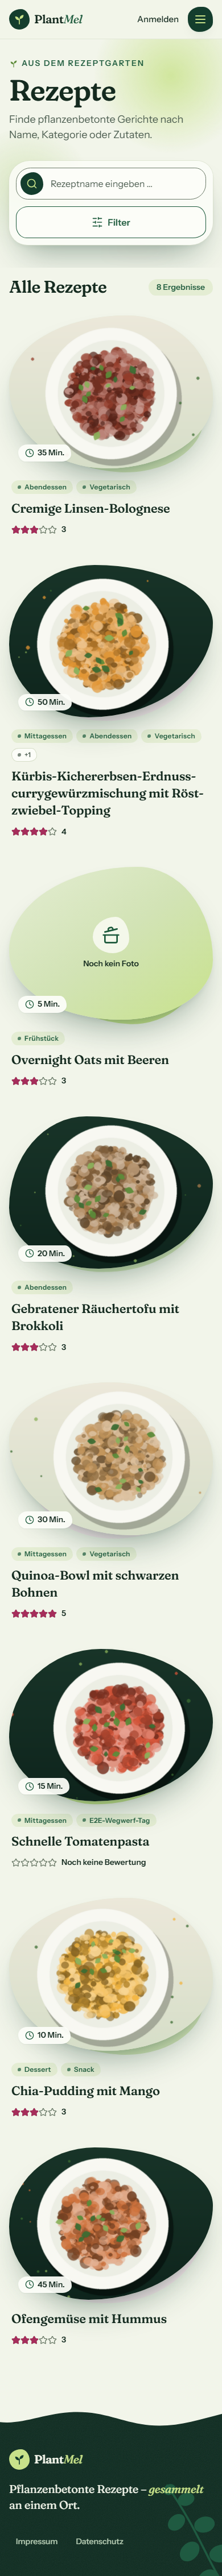 PlantMel
Anmelden
AUS DEM REZEPTGARTEN
Rezepte
Finde pflanzenbetonte Gerichte nach
Name, Kategorie oder Zutaten.
Rezeptname eingeben ...
Filter
Alle Rezepte
8 Ergebnisse
35 Min.
Abendessen
Vegetarisch
Cremige Linsen-Bolognese
3
50 Min.
Mittagessen
Abendessen
Vegetarisch
+1
Kürbis-Kichererbsen-Erdnuss-
currygewürzmischung mit Röst-
zwiebel-Topping
4
Noch kein Foto
5 Min.
Frühstück
Overnight Oats mit Beeren
3
20 Min.
Abendessen
Gebratener Räuchertofu mit
Brokkoli
3
30 Min.
Mittagessen
Vegetarisch
Quinoa-Bowl mit schwarzen
Bohnen
5
15 Min.
Mittagessen
E2E-Wegwerf-Tag
Schnelle Tomatenpasta
Noch keine Bewertung
10 Min.
Dessert
Snack
Chia-Pudding mit Mango
3
45 Min.
Ofengemüse mit Hummus
3
PlantMel
Pflanzenbetonte Rezepte – gesammelt
an einem Ort.
Impressum
Datenschutz